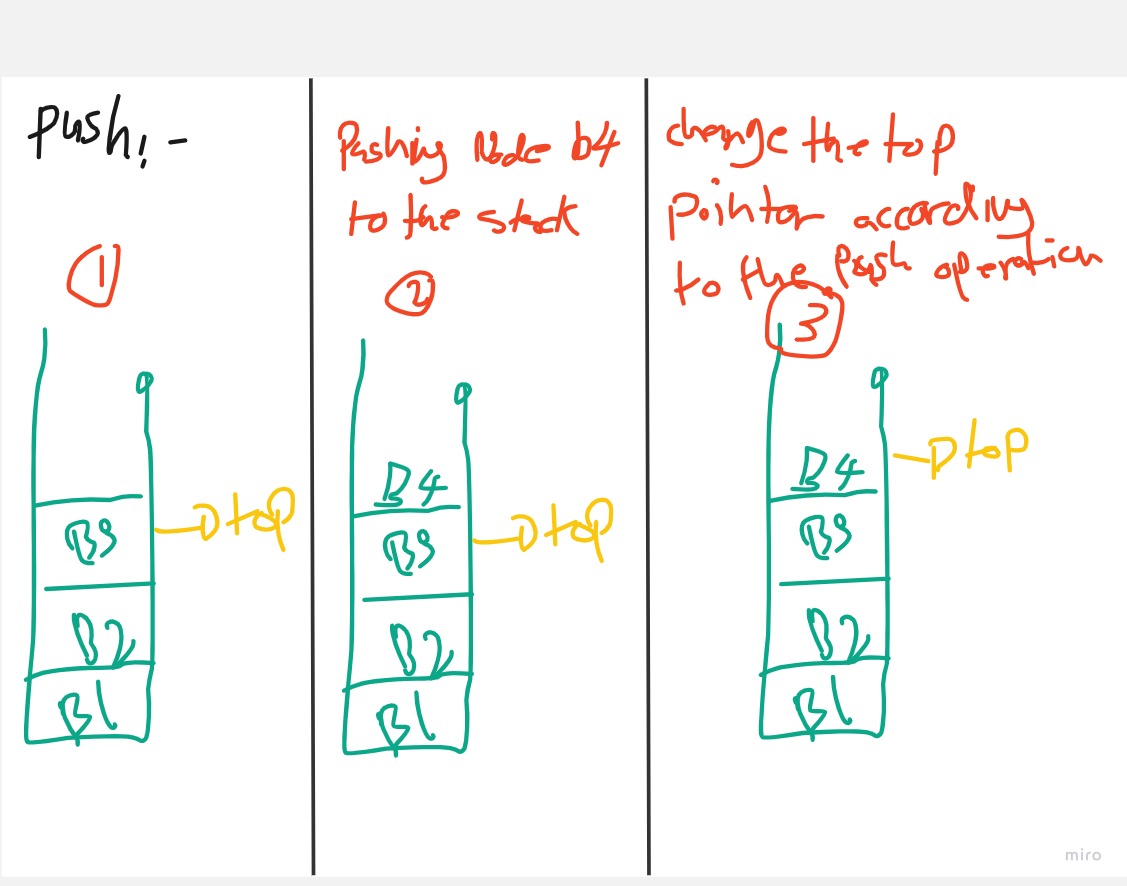 Push:-
1
B3
top
B2
B1
Pushing Node b4
to the stack
2
B4
B3
top
B2
B1
change the top
pointar according
to the Push operation
3
B4
top
B3
B2
B1
miro